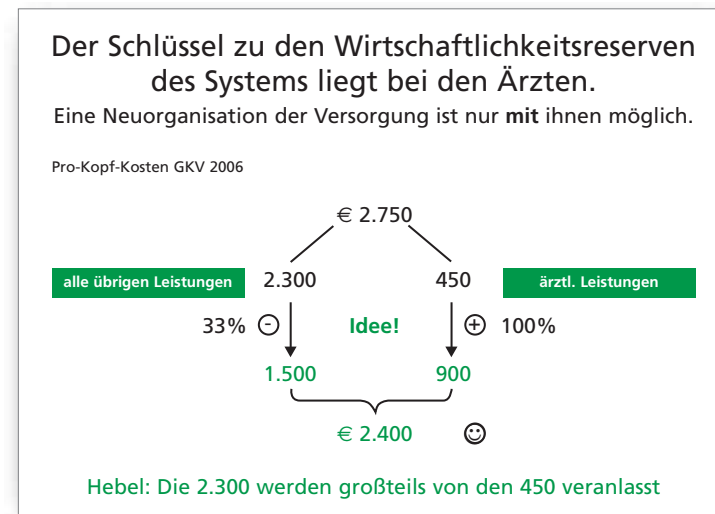 Der Schlüssel zu den Wirtschaftlichkeitsreserven
des Systems liegt bei den Ärzten.
Eine Neuorganisation der Versorgung ist nur mit ihnen möglich.
Pro-Kopf-Kosten GKV 2006
€ 2.750
alle übrigen Leistungen 2.300 450 ärztl. Leistungen
33% - Idee! + 100%
1.500 900
€ 2.400
Hebel: Die 2.300 werden großteils von den 450 veranlasst